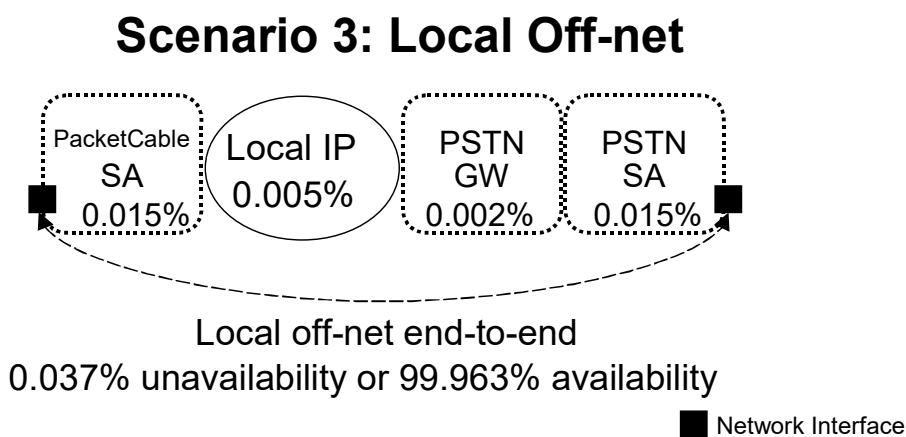 Scenario 3: Local Off-net
PacketCable
SA
0.015%
Local IP
0.005%
PSTN
GW
0.002%
PSTN
SA
0.015%
Local off-net end-to-end
0.037% unavailability or 99.963% availability
Network Interface